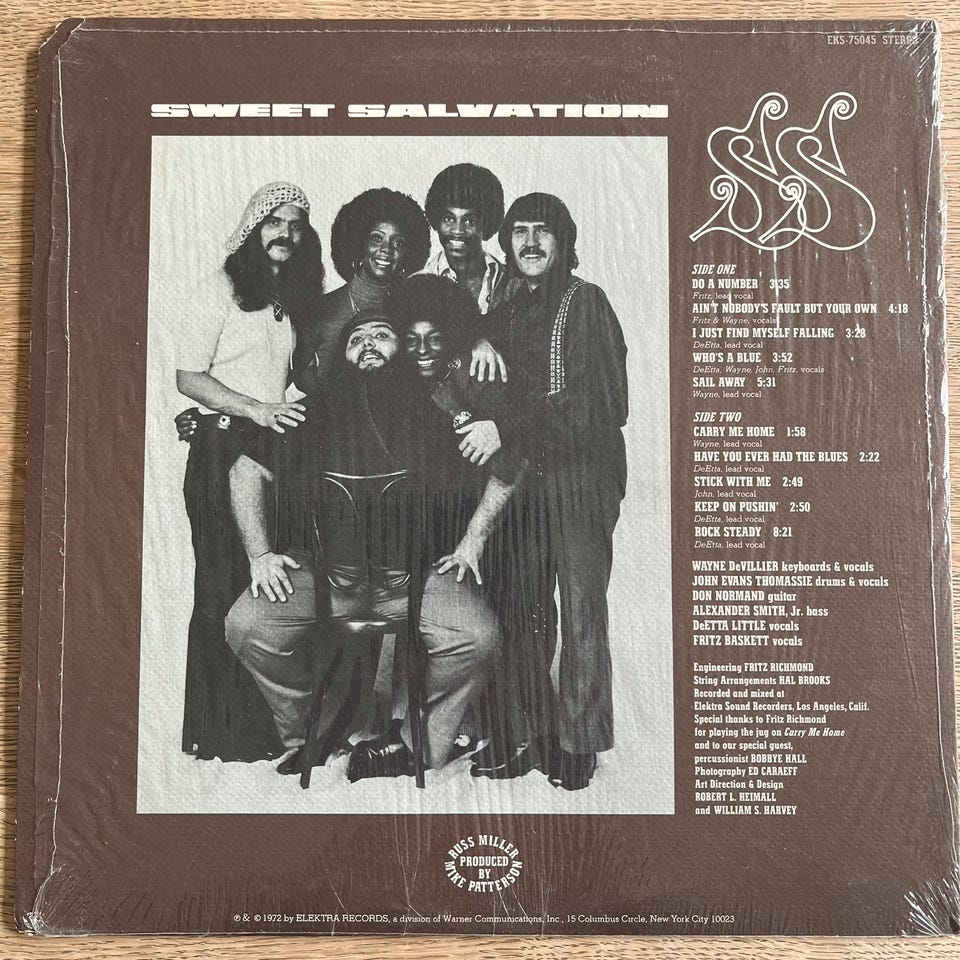 EKS-75045 STEREO
SWEET SALVATION
SS
SIDE ONE
DO A NUMBER 3:35
Fritz, lead vocal
AIN'T NOBODY'S FAULT BUT YOUR OWN 4:18
Fritz & Wayne, vocals
I JUST FIND MYSELF FALLING 3:28
DeEtta, lead vocal
WHO'S A BLUE 3:52
DeEtta, Wayne, John, Fritz, vocals
SAIL AWAY 5:31
Wayne, lead vocal
SIDE TWO
CARRY ME HOME 1:58
Wayne, lead vocal
HAVE YOU EVER HAD THE BLUES 2:22
DeEtta, lead vocal
STICK WITH ME 2:49
John, lead vocal
KEEP ON PUSHIN' 2:50
DeEtta, lead vocal
ROCK STEADY 8:21
DeEtta, lead vocal
WAYNE DeVILLIER keyboards & vocals
JOHN EVANS THOMASSIE drums & vocals
DON NORMAND guitar
ALEXANDER SMITH, Jr. bass
DeETTA LITTLE vocals
FRITZ BASKETT vocals
Engineering FRITZ RICHMOND
String Arrangements HAL BROOKS
Recorded and mixed at
Elektra Sound Recorders, Los Angeles, Calif.
Special thanks to Fritz Richmond
for playing the jug on Carry Me Home
and to our special guest,
percussionist BOBBYE HALL
Photography ED CARAEFF
Art Direction & Design
ROBERT L. HEIMALL
and WILLIAM S. HARVEY
RUSS MILLER
PRODUCED
BY
MIKE PATTERSON
℗ & © 1972 by ELEKTRA RECORDS, a division of Warner Communications, Inc., 15 Columbus Circle, New York City 10023